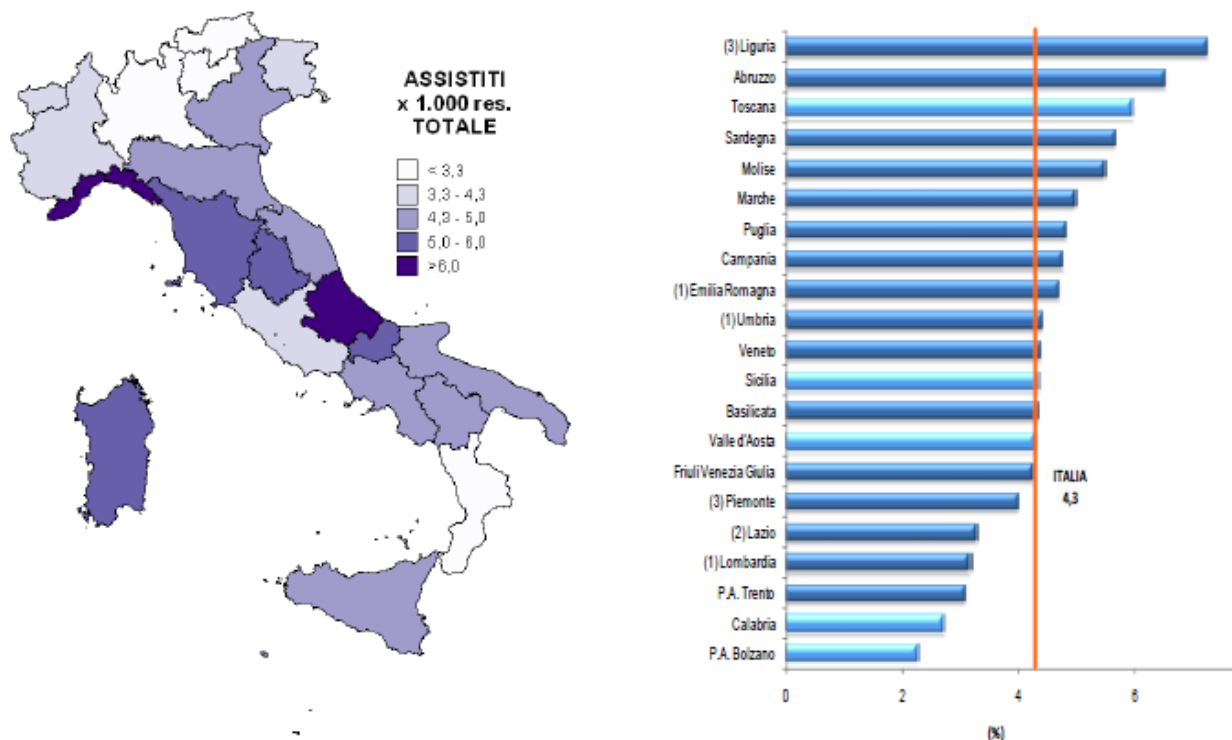 ASSISTITI
x 1.000 res.
TOTALE
< 3,3
3,3 - 4,3
4,3 - 5,0
5,0 - 6,0
>6,0
(3) Liguria
Abruzzo
Toscana
Sardegna
Molise
Marche
Puglia
Campania
(1) Emilia Romagna
(1) Umbria
Veneto
Sicilia
Basilicata
Valle d'Aosta
Friuli Venezia Giulia
(3) Piemonte
(2) Lazio
(1) Lombardia
P.A. Trento
Calabria
P.A. Bolzano
ITALIA
4,3
0 2 4 6
(%)